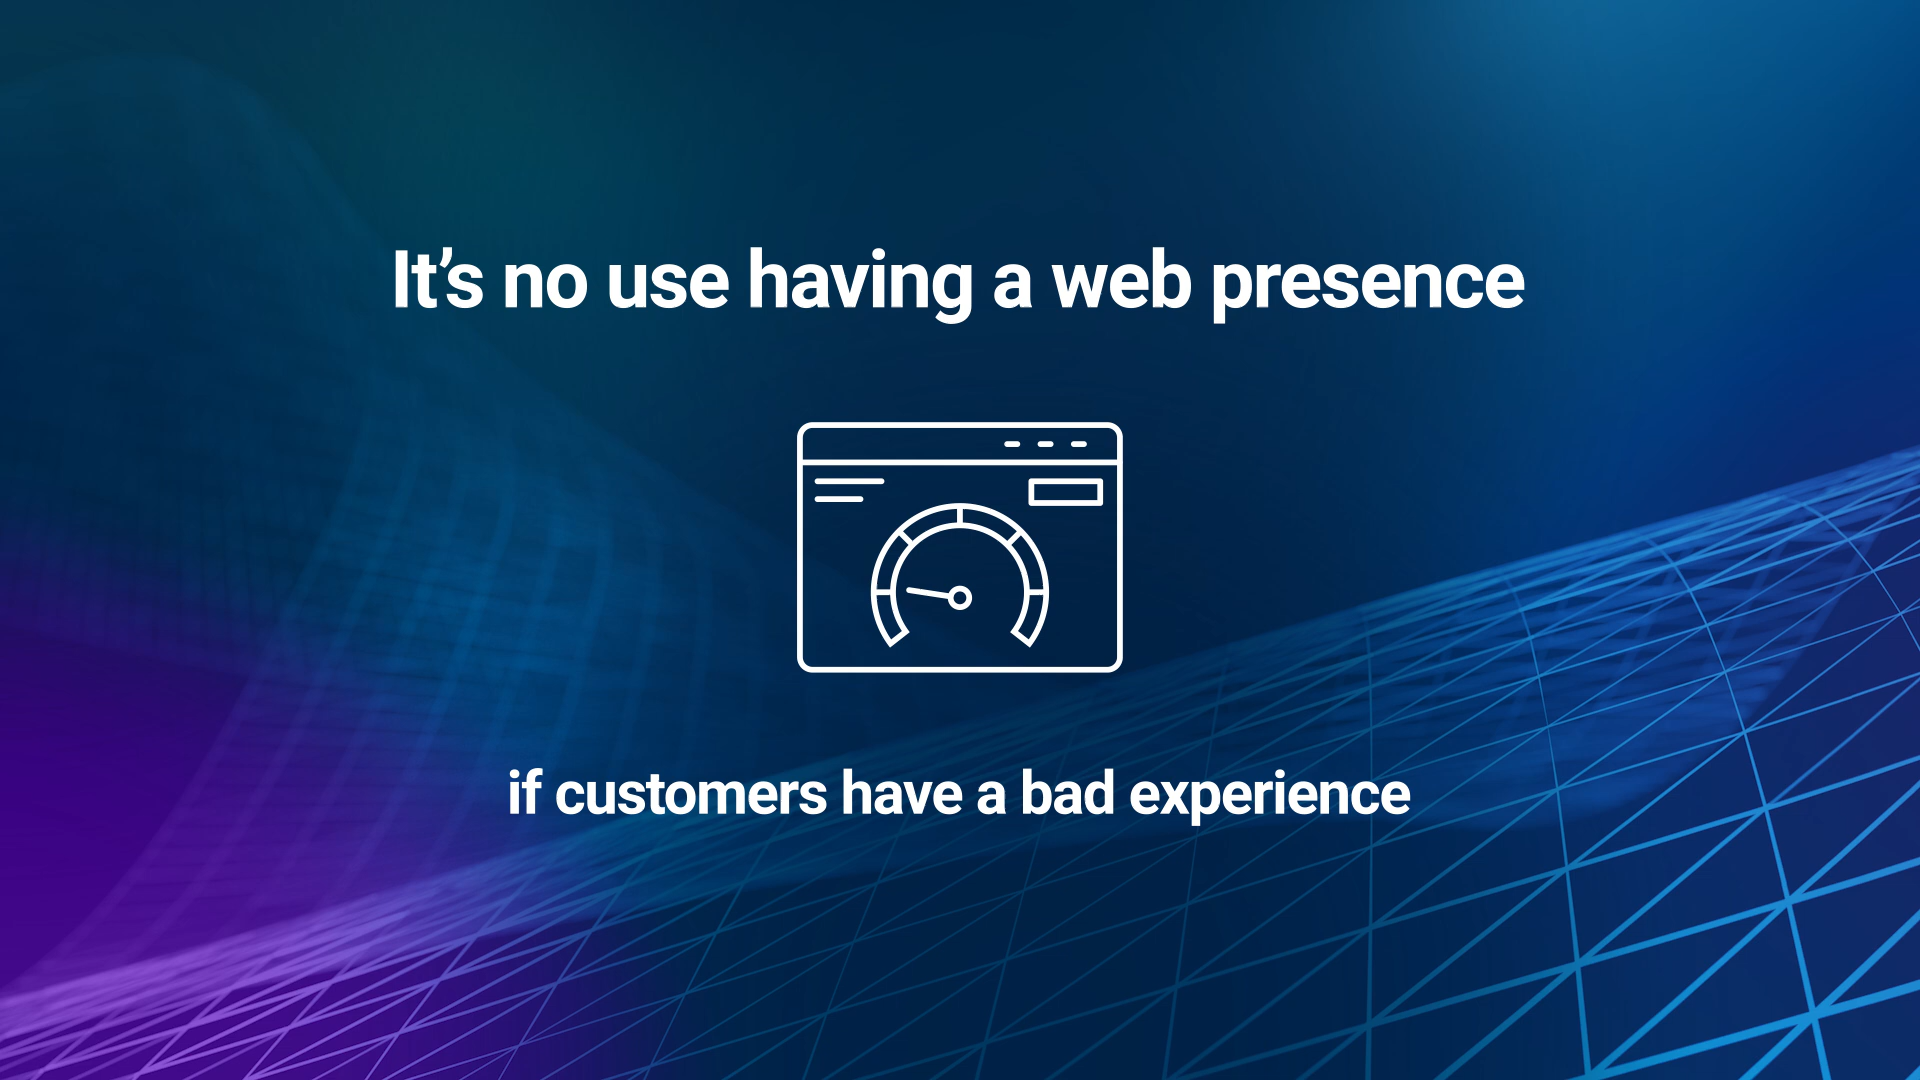 It’s no use having a web presence
if customers have a bad experience